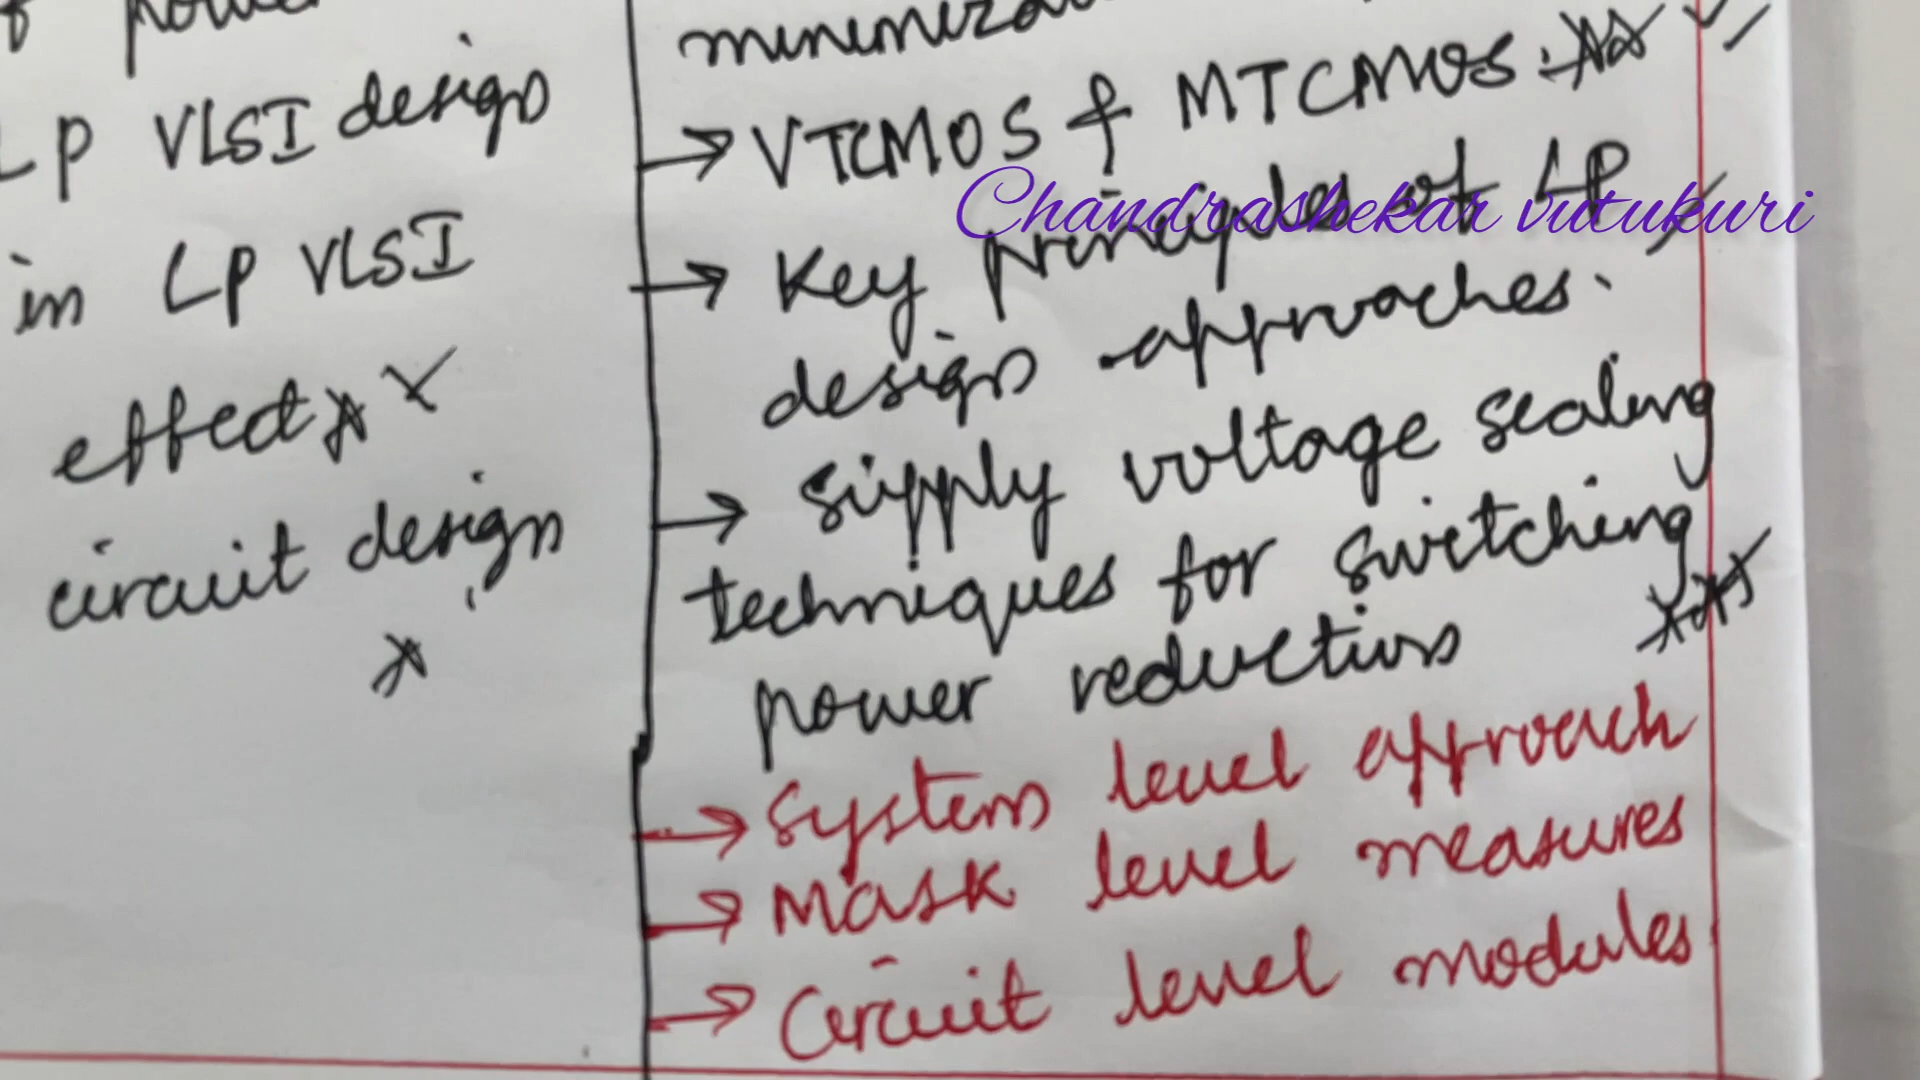 power
LP VLSI design
in LP VLSI
effect
circuit design
→ VTCMOS & MTCMOS.
→ Key principles of LP
design approaches.
→ supply voltage scaling
techniques for switching
power reduction
→ System level approach
→ Mask level measures
→ Circuit level modules
Chandrashekar vutukuri